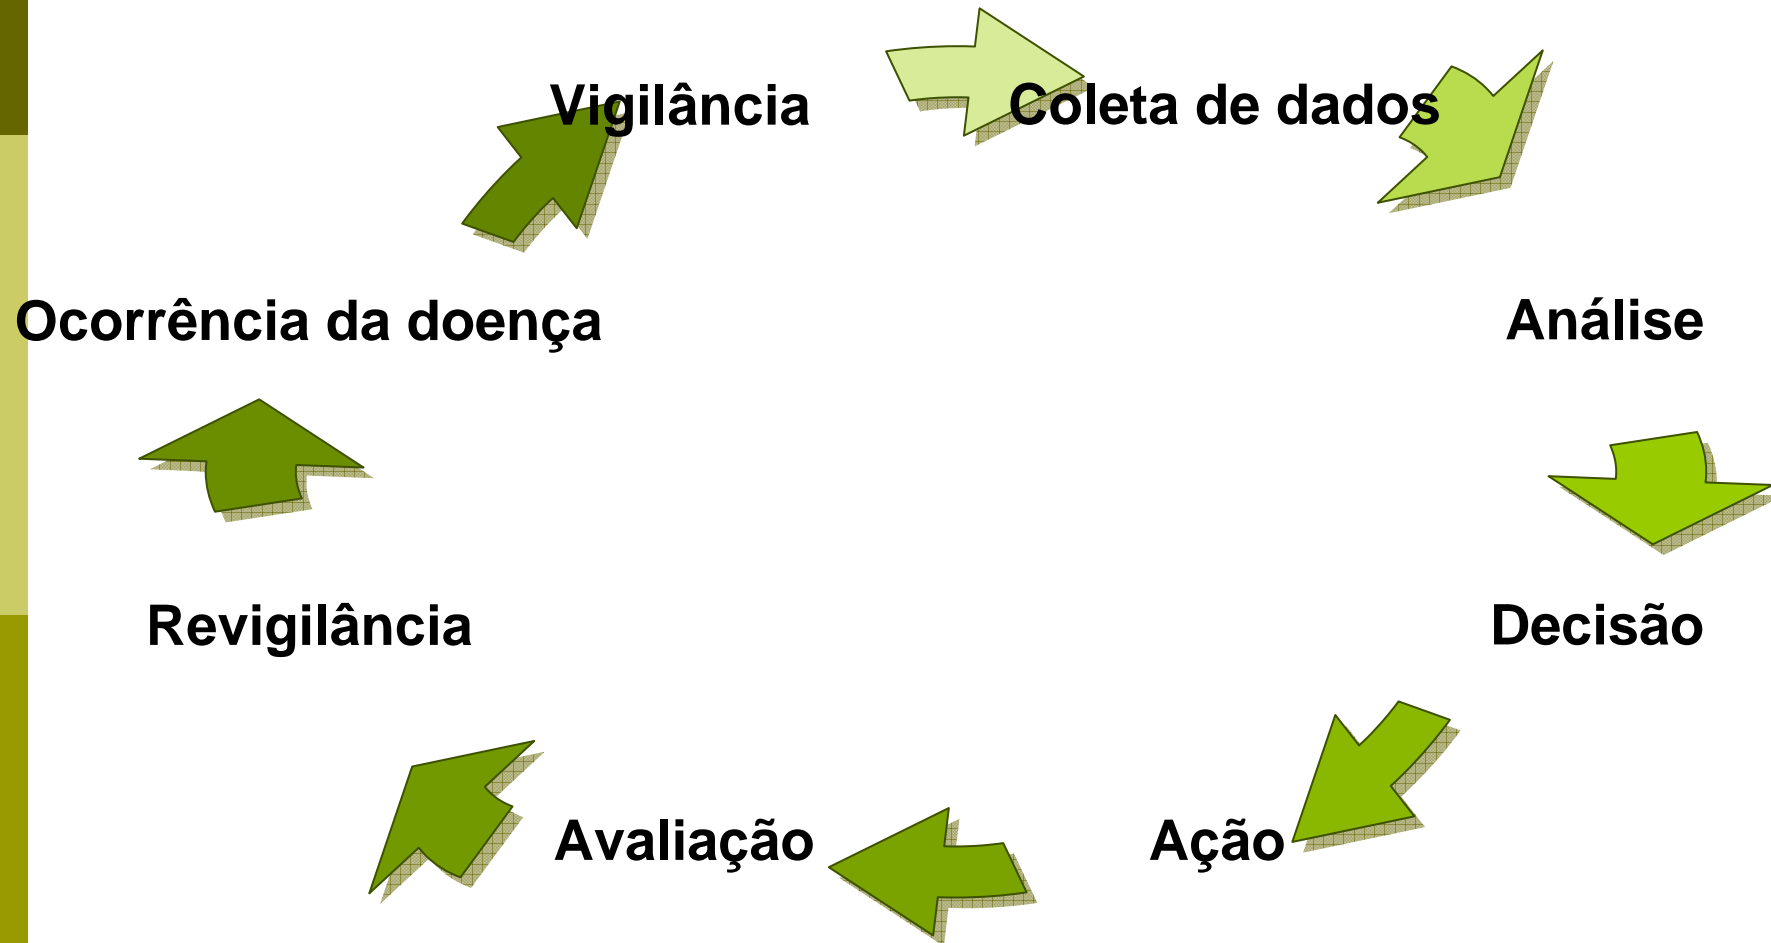 Vigilância
Coleta de dados
Ocorrência da doença
Análise
Revigilância
Decisão
Avaliação
Ação